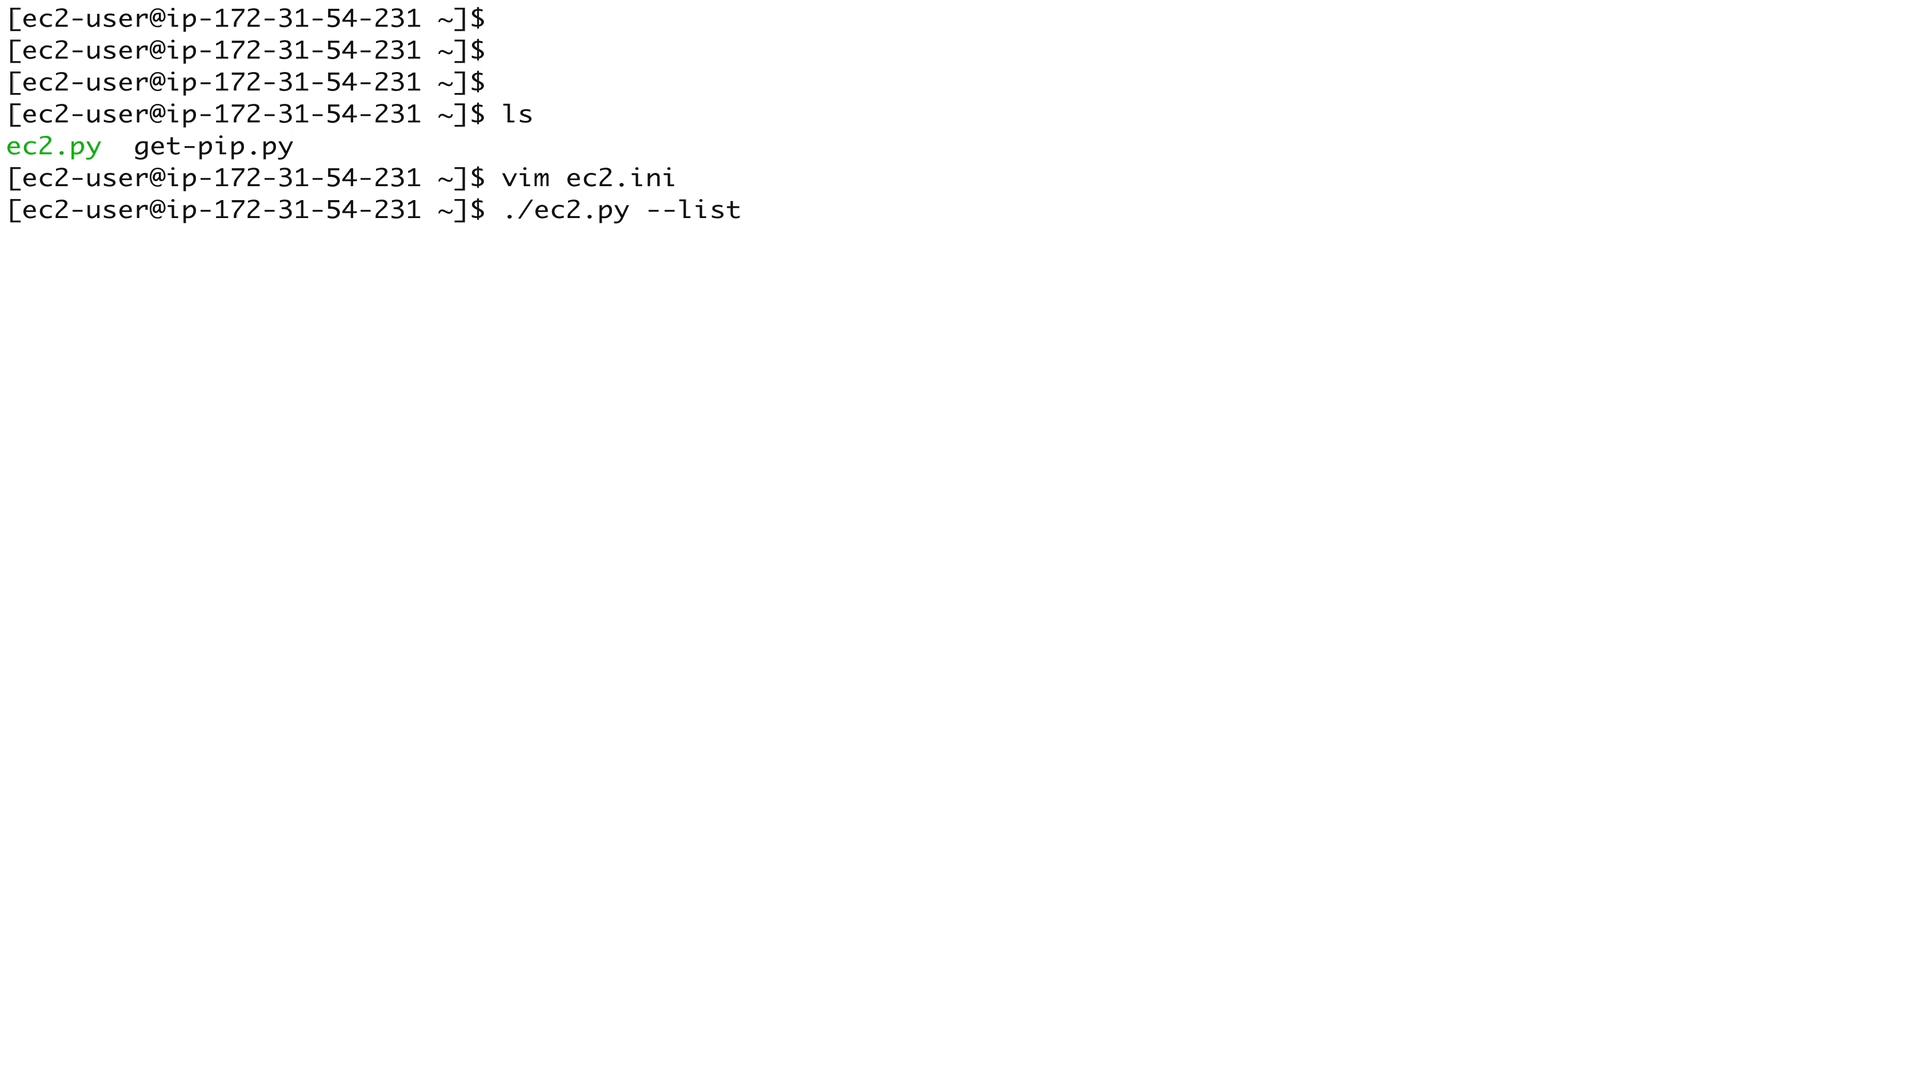 [ec2-user@ip-172-31-54-231 ~]$
[ec2-user@ip-172-31-54-231 ~]$
[ec2-user@ip-172-31-54-231 ~]$
[ec2-user@ip-172-31-54-231 ~]$ ls
ec2.py  get-pip.py
[ec2-user@ip-172-31-54-231 ~]$ vim ec2.ini
[ec2-user@ip-172-31-54-231 ~]$ ./ec2.py --list